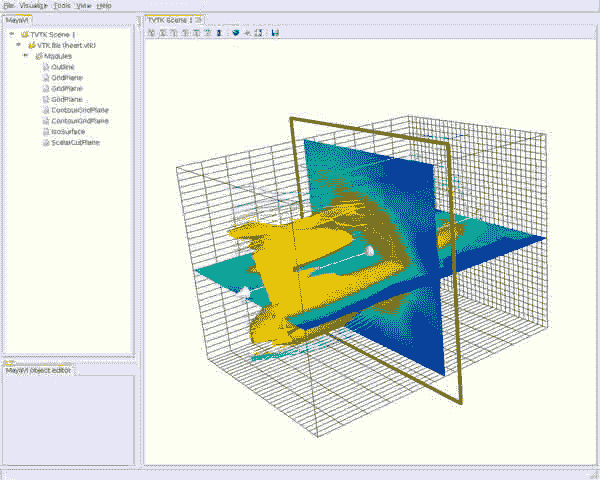 File Visualize Tools View Help
MayaVi
TVTK Scene 1
TVTK Scene 1
VTK file (heart.vtk)
Modules
Outline
GridPlane
GridPlane
GridPlane
ContourGridPlane
ContourGridPlane
IsoSurface
ScalarCutPlane
MayaVi object editor